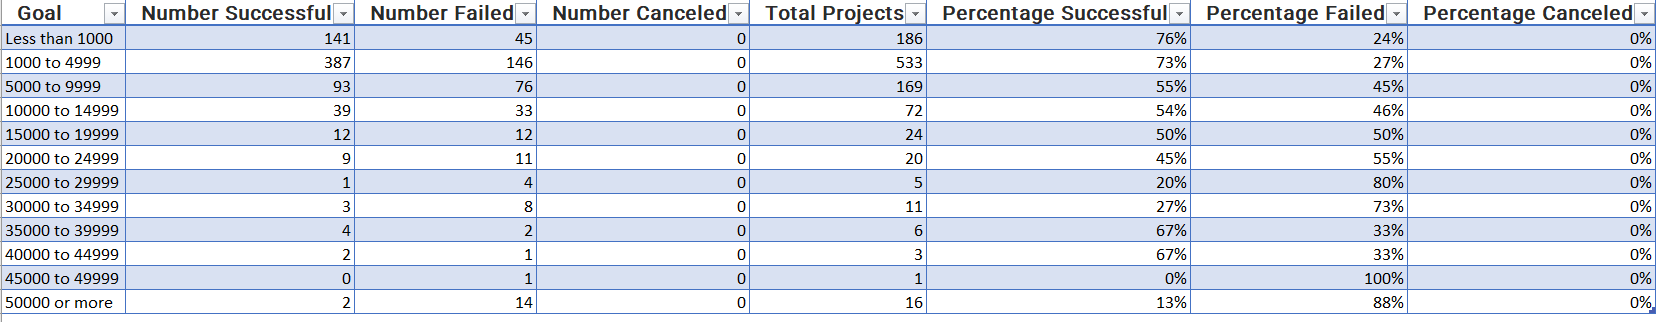 Goal Number Successful Number Failed Number Canceled Total Projects Percentage Successful Percentage Failed Percentage Canceled
Less than 1000 141 45 0 186 76% 24% 0%
1000 to 4999 387 146 0 533 73% 27% 0%
5000 to 9999 93 76 0 169 55% 45% 0%
10000 to 14999 39 33 0 72 54% 46% 0%
15000 to 19999 12 12 0 24 50% 50% 0%
20000 to 24999 9 11 0 20 45% 55% 0%
25000 to 29999 1 4 0 5 20% 80% 0%
30000 to 34999 3 8 0 11 27% 73% 0%
35000 to 39999 4 2 0 6 67% 33% 0%
40000 to 44999 2 1 0 3 67% 33% 0%
45000 to 49999 0 1 0 1 0% 100% 0%
50000 or more 2 14 0 16 13% 88% 0%